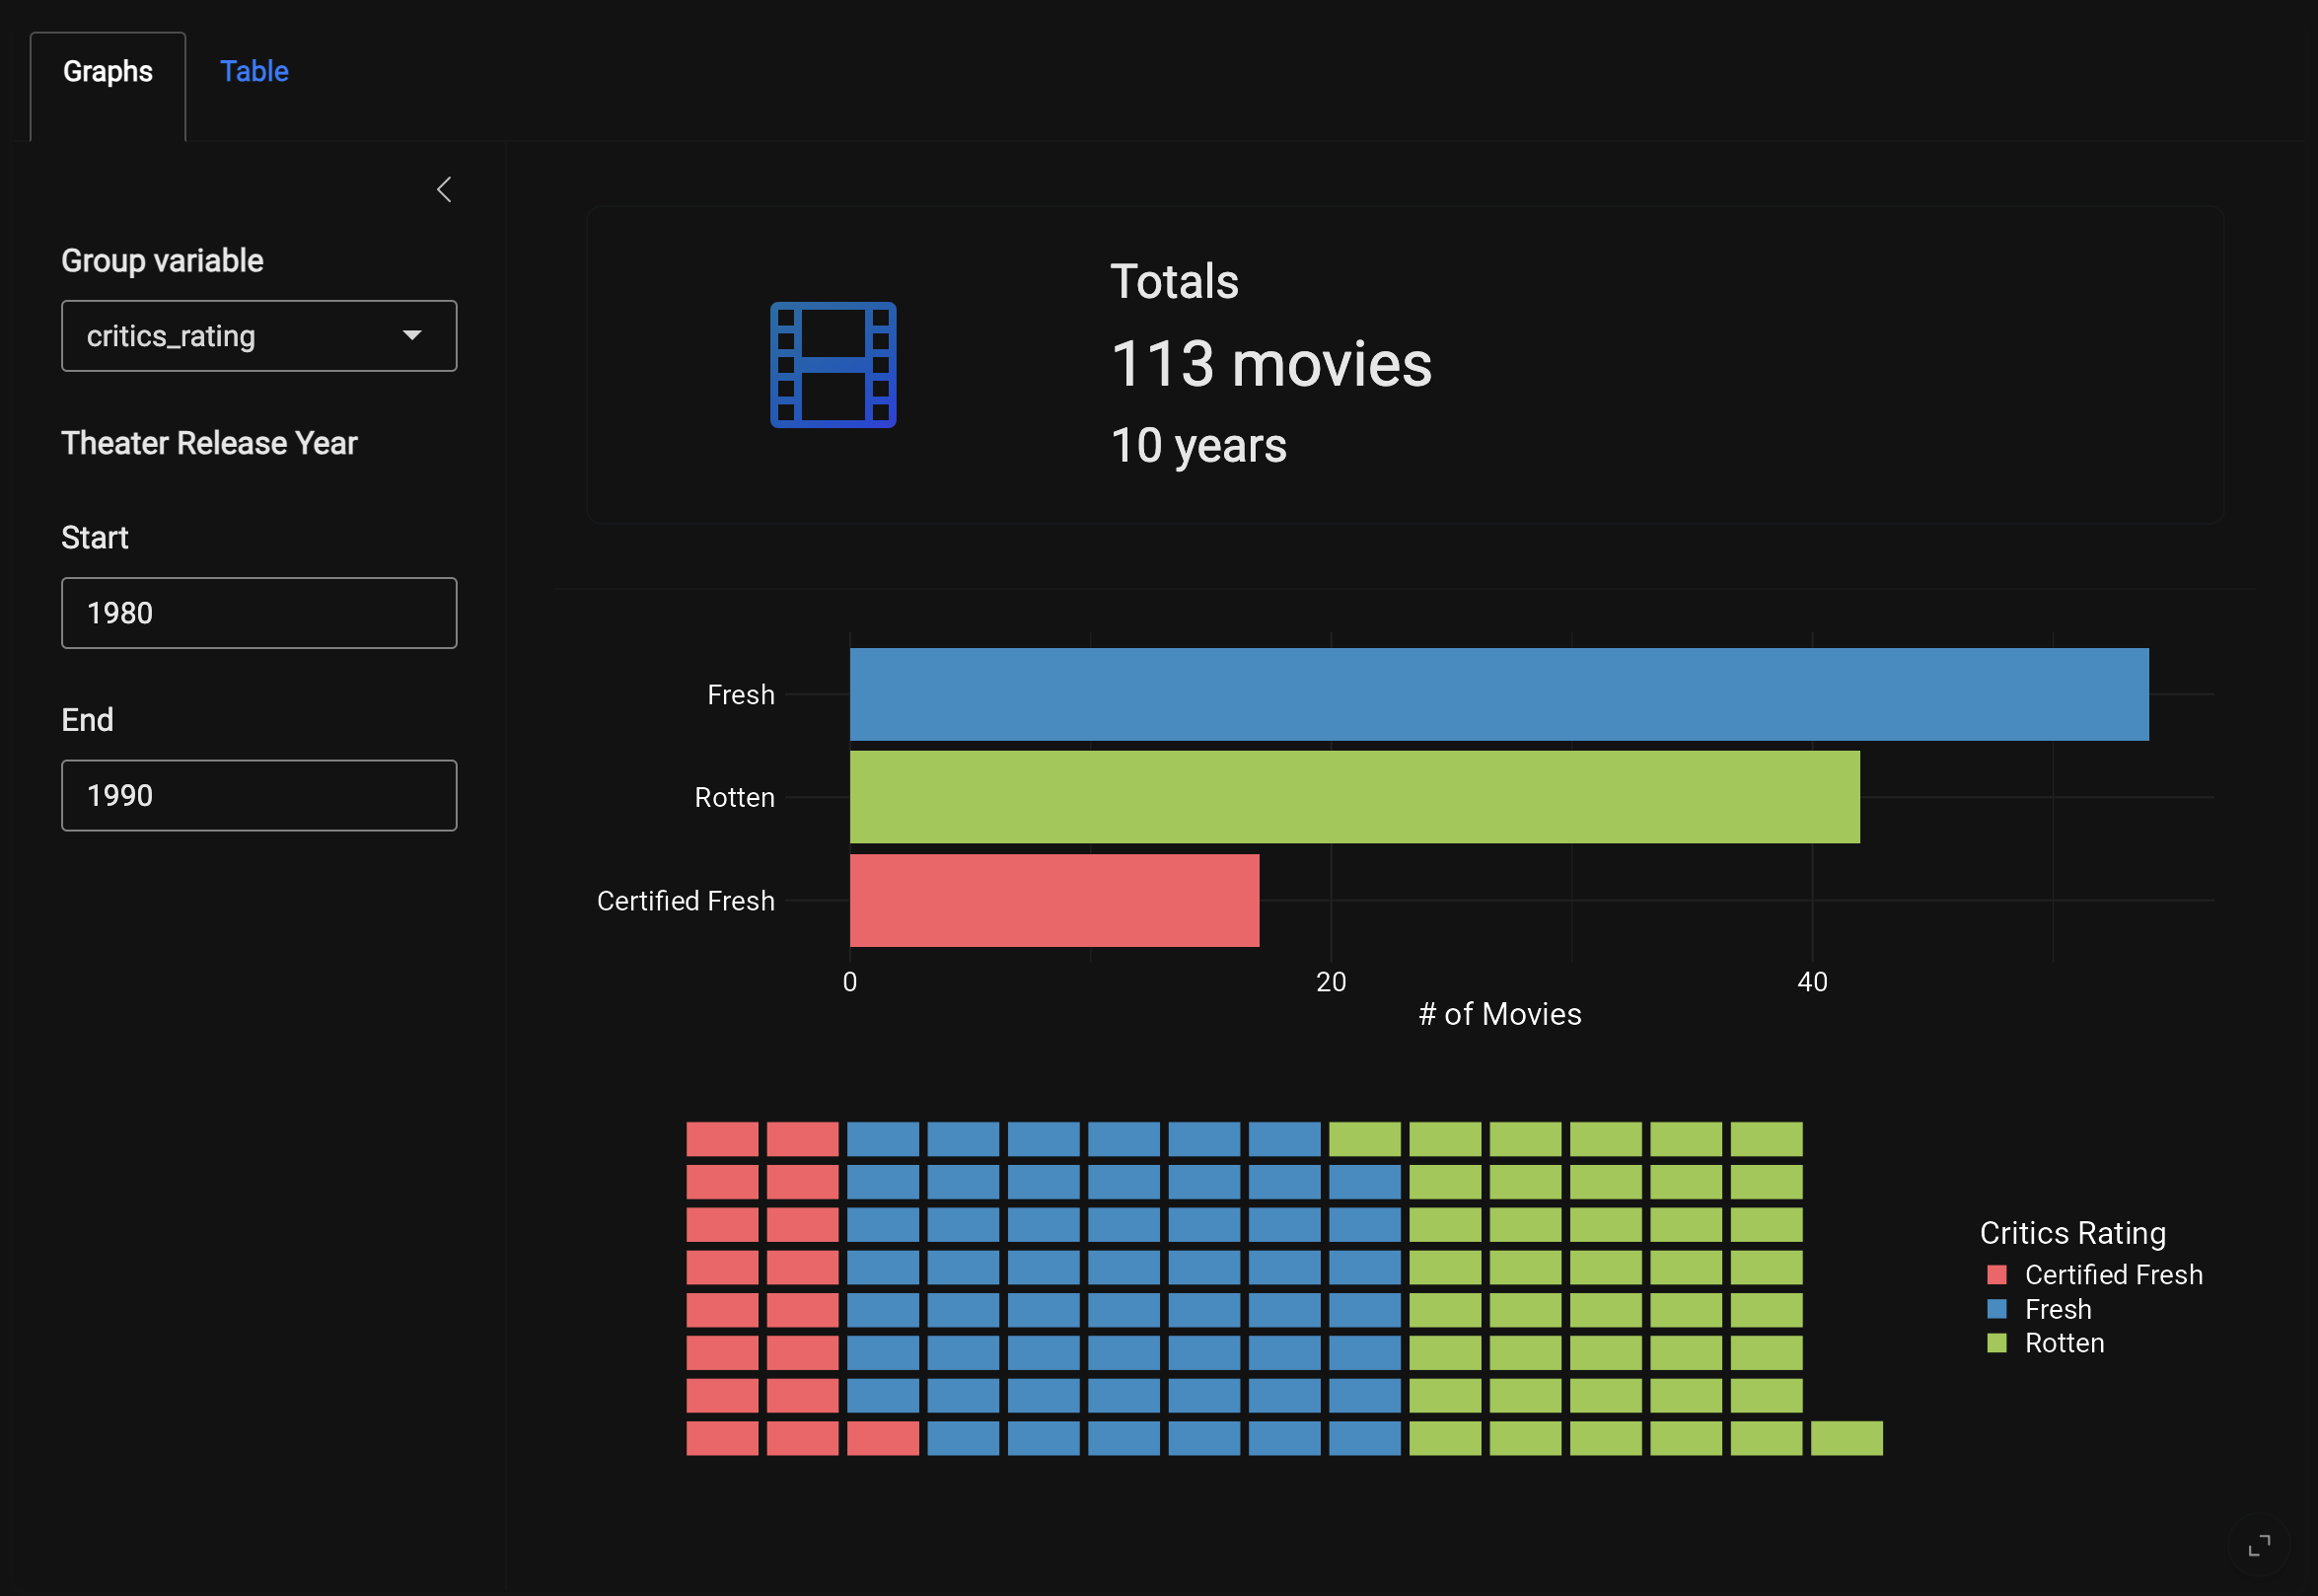 Graphs
Table
Group variable
critics_rating
Theater Release Year
Start
1980
End
1990
Totals
113 movies
10 years
Fresh
Rotten
Certified Fresh
0 20 40
# of Movies
Critics Rating
Certified Fresh
Fresh
Rotten